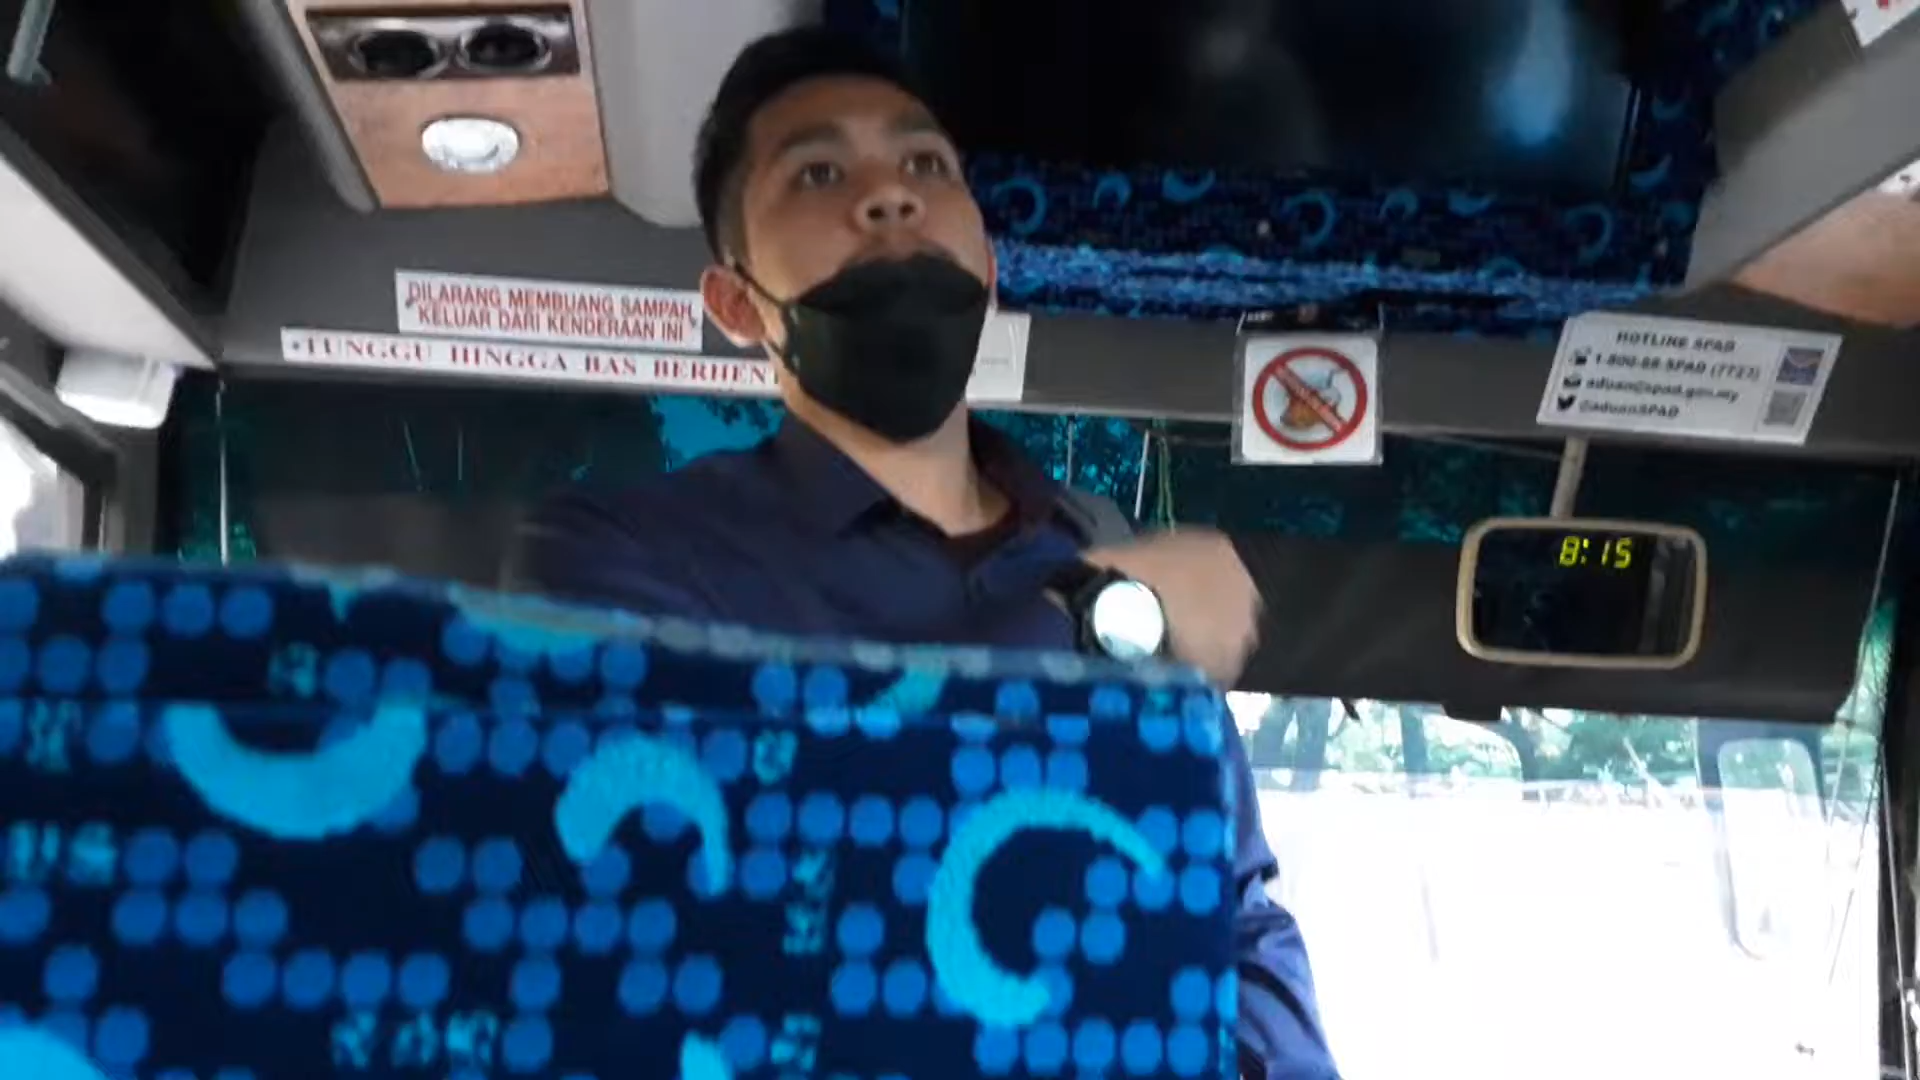 DILARANG MEMBUANG SAMPAH
KELUAR DARI KENDERAAN INI
TUNGGU HINGGA BAS BERHEN
HOTLINE SPAD
1-800-88-SPAD (7723)
aduan@spad.gov.my
@aduanSPAD
8:15